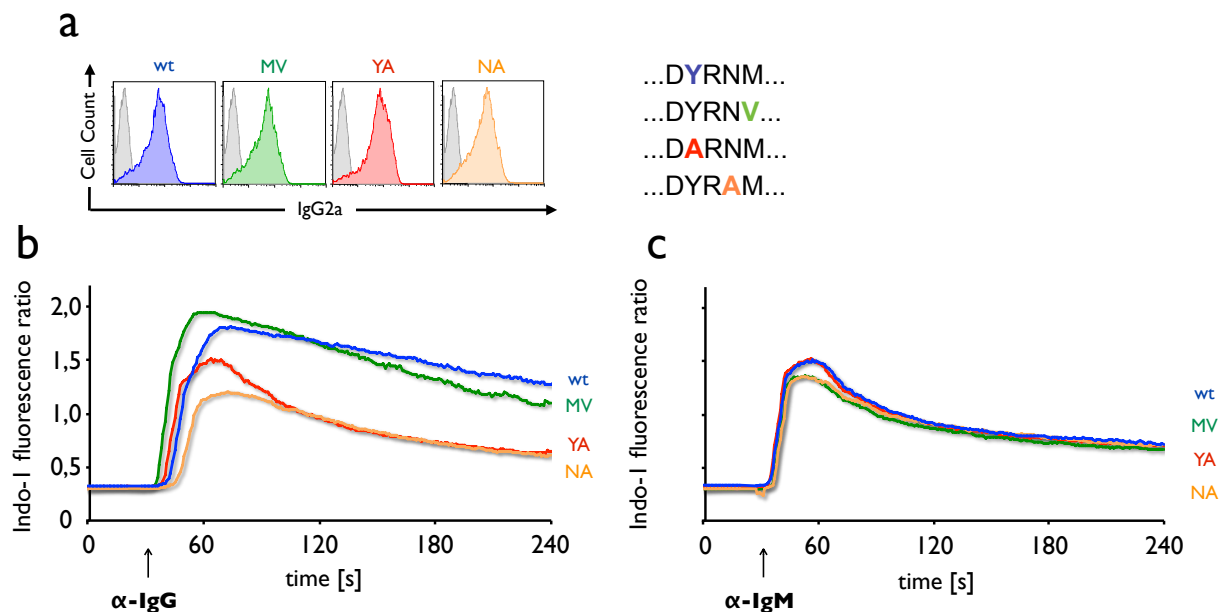 a
wt MV YA NA
Cell Count
IgG2a
...DYRNM...
...DYRNV...
...DARNM...
...DYRAM...
b
Indo-1 fluorescence ratio
2,0
1,5
1,0
0,5
0
0 60 120 180 240
time [s]
α-IgG
wt
MV
YA
NA
c
Indo-1 fluorescence ratio
0 60 120 180 240
time [s]
α-IgM
wt
MV
YA
NA